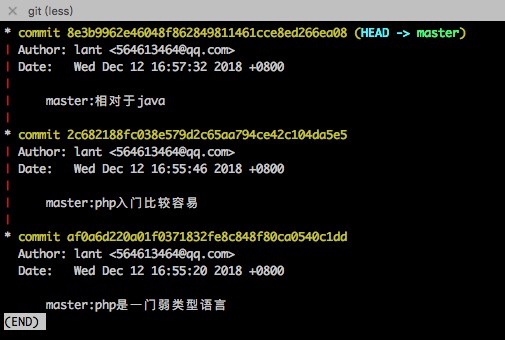 git (less)
* commit 8e3b9962e46048f862849811461cce8ed266ea08 (HEAD -> master)
| Author: lant <564613464@qq.com>
| Date:   Wed Dec 12 16:57:32 2018 +0800
|
|     master:相对于java
|
* commit 2c682188fc038e579d2c65aa794ce42c104da5e5
| Author: lant <564613464@qq.com>
| Date:   Wed Dec 12 16:55:46 2018 +0800
|
|     master:php入门比较容易
|
* commit af0a6d220a01f0371832fe8c848f80ca0540c1dd
  Author: lant <564613464@qq.com>
  Date:   Wed Dec 12 16:55:20 2018 +0800

      master:php是一门弱类型语言
(END)